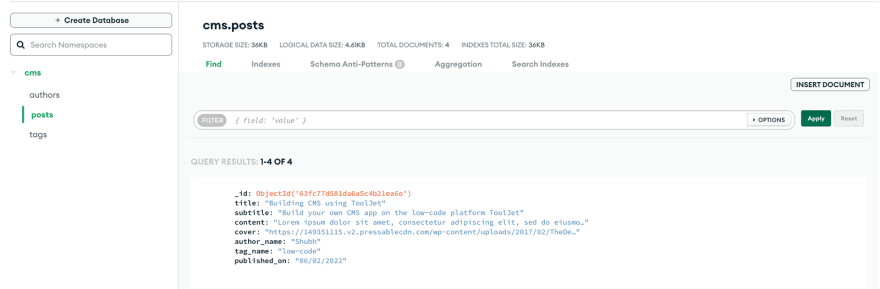 + Create Database
Search Namespaces
cms
authors
posts
tags
cms.posts
STORAGE SIZE: 36KB LOGICAL DATA SIZE: 4.61KB TOTAL DOCUMENTS: 4 INDEXES TOTAL SIZE: 36KB
Find Indexes Schema Anti-Patterns 0 Aggregation Search Indexes
INSERT DOCUMENT
FILTER { field: 'value' } OPTIONS Apply Reset
QUERY RESULTS: 1-4 OF 4
_id: ObjectId('63fc77d581da6a5c4b21ea6e')
title: "Building CMS using ToolJet"
subtitle: "Build your own CMS app on the low-code platform ToolJet"
content: "Lorem ipsum dolor sit amet, consectetur adipiscing elit, sed do eiusmo…"
cover: "https://149351115.v2.pressablecdn.com/wp-content/uploads/2017/02/TheDe…"
author_name: "Shubh"
tag_name: "low-code"
published_on: "06/02/2022"